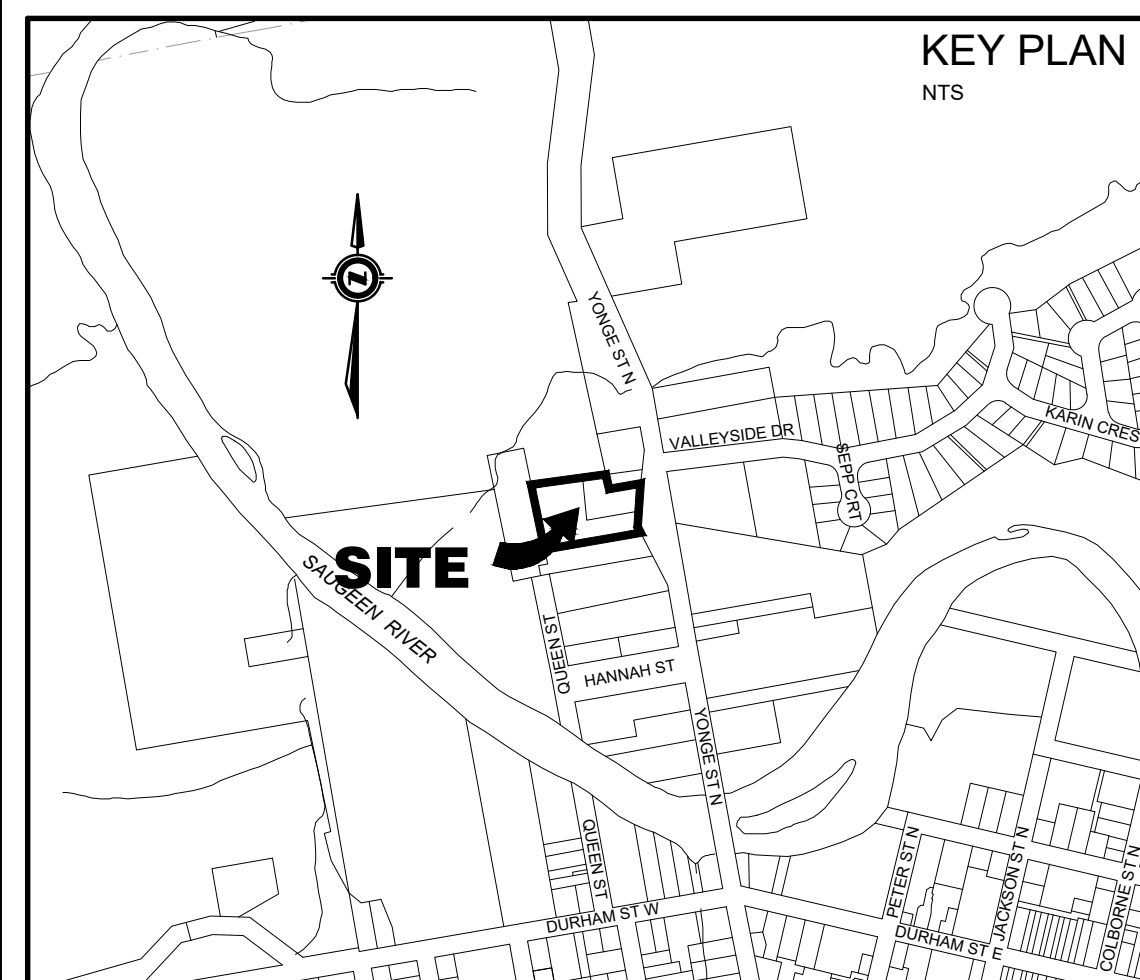 KEY PLAN
NTS
N
YONGE ST N
VALLEYSIDE DR
KARIN CRES
SEPP CRT
SITE
SAUGEEN RIVER
QUEEN ST
HANNAH ST
YONGE ST N
QUEEN ST
PETER ST N
JACKSON ST N
COLBORNE ST N
DURHAM ST W
DURHAM ST E